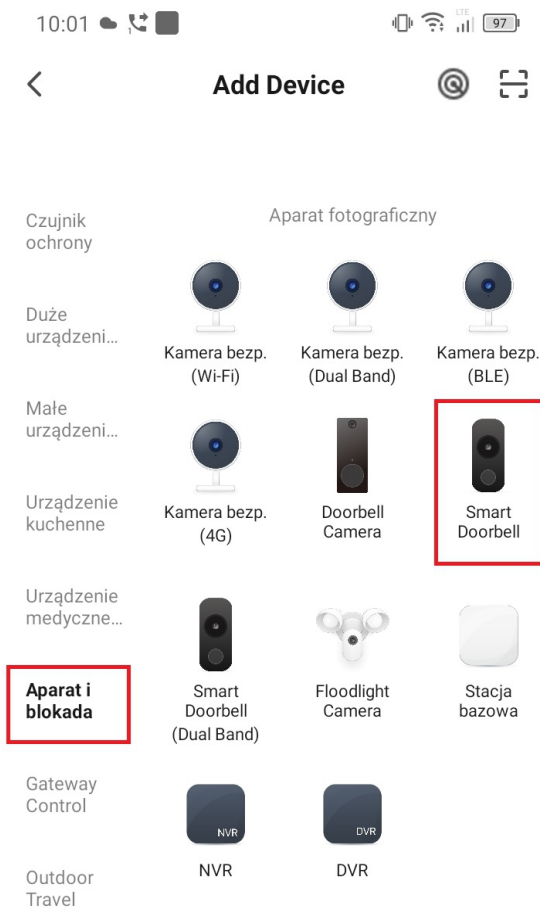 10:01
LTE
97
Add Device
Czujnik
ochrony
Duże
urządzeni...
Małe
urządzeni...
Urządzenie
kuchenne
Urządzenie
medyczne...
Aparat i
blokada
Gateway
Control
Outdoor
Travel
Aparat fotograficzny
Kamera bezp.
(Wi-Fi)
Kamera bezp.
(Dual Band)
Kamera bezp.
(BLE)
Kamera bezp.
(4G)
Doorbell
Camera
Smart
Doorbell
Smart
Doorbell
(Dual Band)
Floodlight
Camera
Stacja
bazowa
NVR
NVR
DVR
DVR